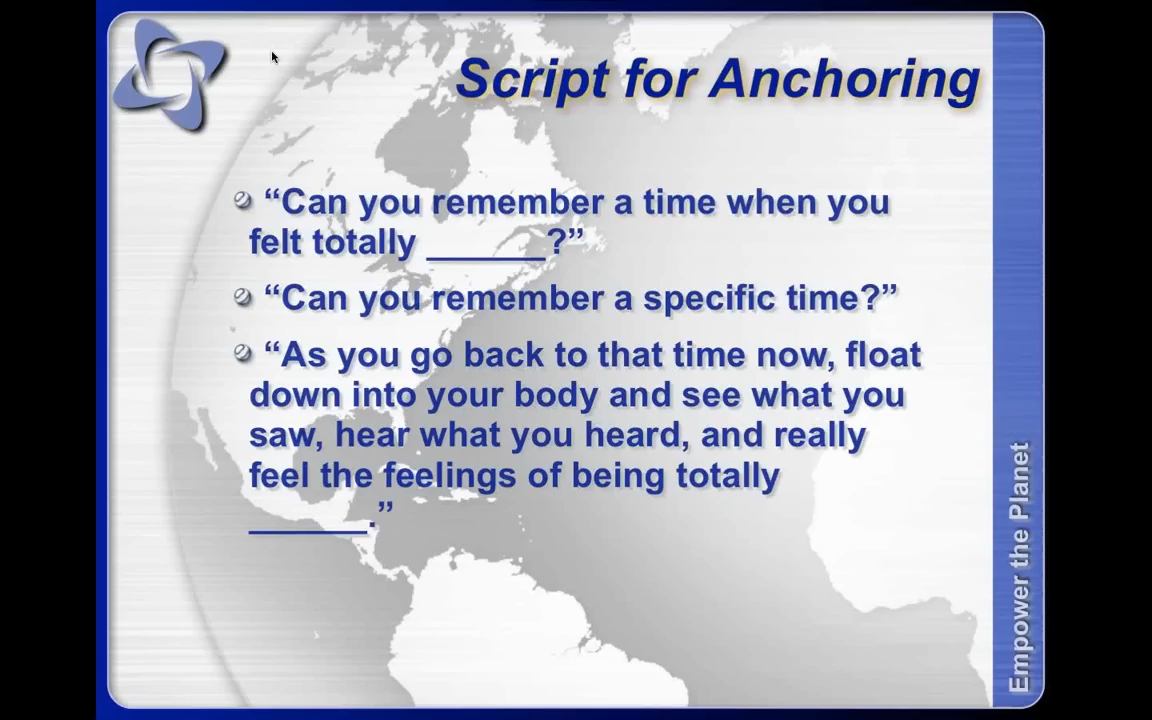 Script for Anchoring
“Can you remember a time when you
felt totally ______?”
“Can you remember a specific time?”
“As you go back to that time now, float
down into your body and see what you
saw, hear what you heard, and really
feel the feelings of being totally
______.”
Empower the Planet